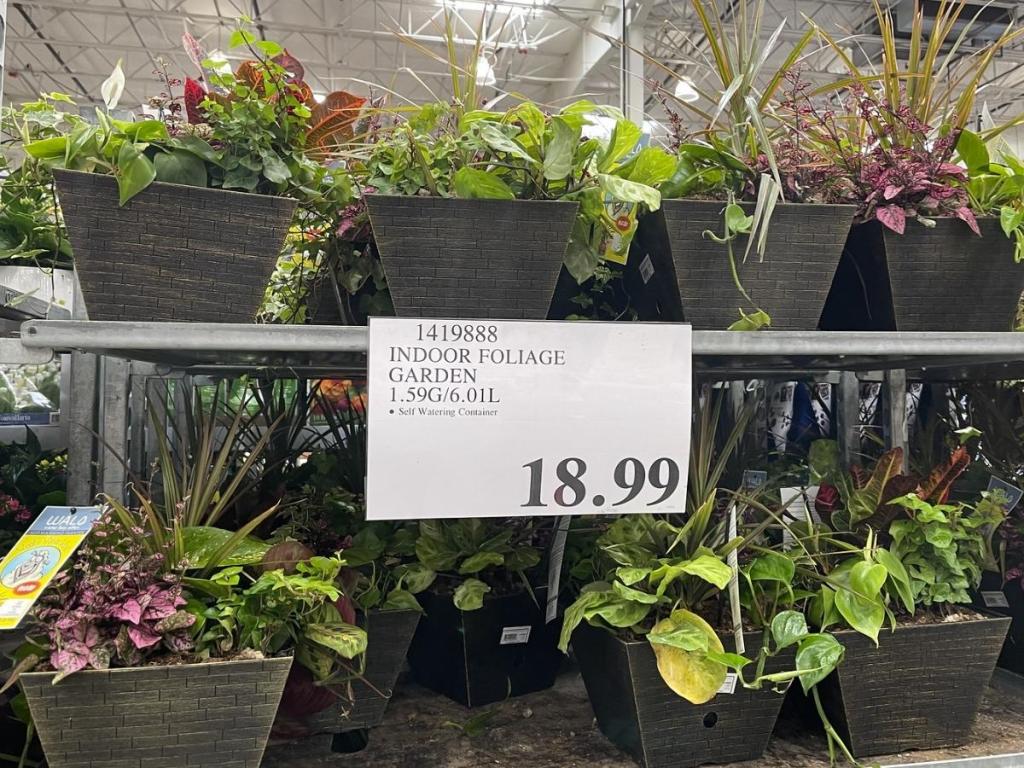 1419888
INDOOR FOLIAGE
GARDEN
1.59G/6.01L
• Self Watering Container
18.99